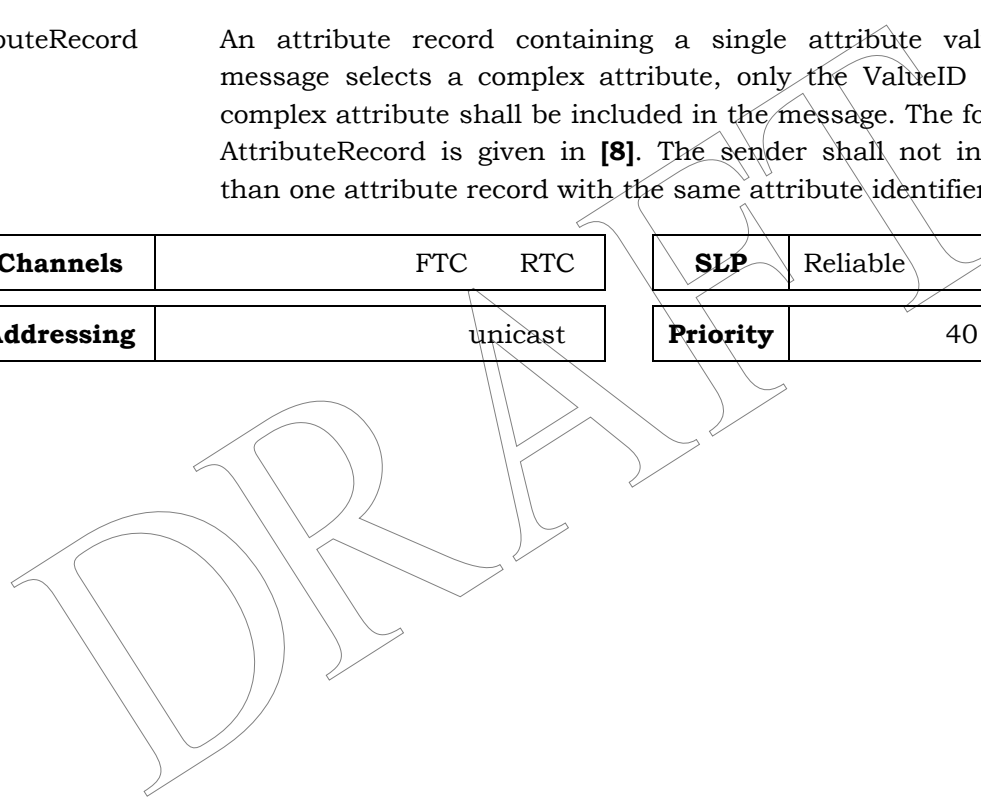 buteRecord An attribute record containing a single attribute val
message selects a complex attribute, only the ValueID
complex attribute shall be included in the message. The fo
AttributeRecord is given in [8]. The sender shall not in
than one attribute record with the same attribute identifier
Channels FTC RTC SLP Reliable
Addressing unicast Priority 40
DRAFT